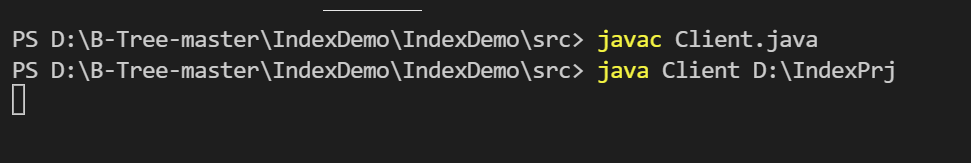 PS D:\B-Tree-master\IndexDemo\IndexDemo\src> javac Client.java
PS D:\B-Tree-master\IndexDemo\IndexDemo\src> java Client D:\IndexPrj